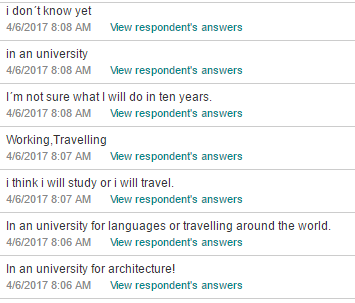 i don´t know yet
4/6/2017 8:08 AM View respondent's answers
in an university
4/6/2017 8:08 AM View respondent's answers
I´m not sure what I will do in ten years.
4/6/2017 8:08 AM View respondent's answers
Working,Travelling
4/6/2017 8:07 AM View respondent's answers
i think i will study or i will travel.
4/6/2017 8:07 AM View respondent's answers
In an university for languages or travelling around the world.
4/6/2017 8:06 AM View respondent's answers
In an university for architecture!
4/6/2017 8:06 AM View respondent's answers